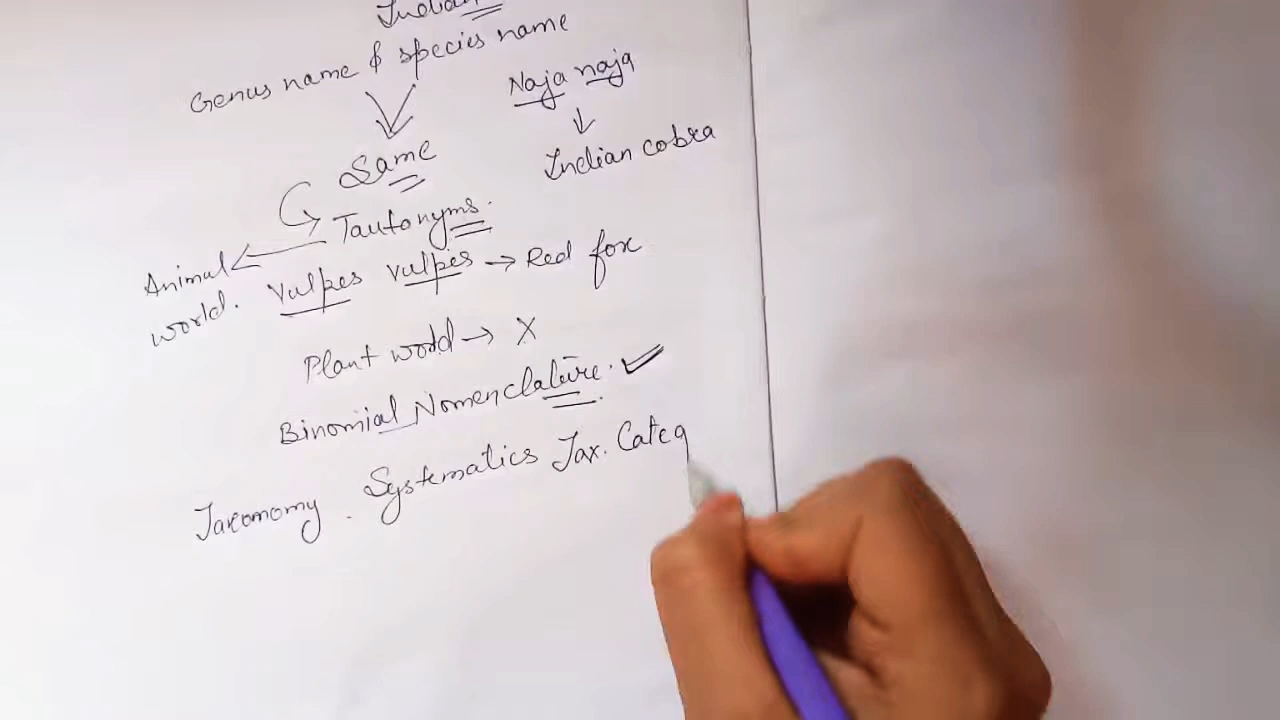 Indian
Genus name & species name
Naja naja
↓
Indian cobra
Same
Tautonyms.
Animal world.
Vulpes vulpes → Red fox
Plant world → X
Binomial Nomenclature. ✓
Taxonomy. Systematics Tax. Categ